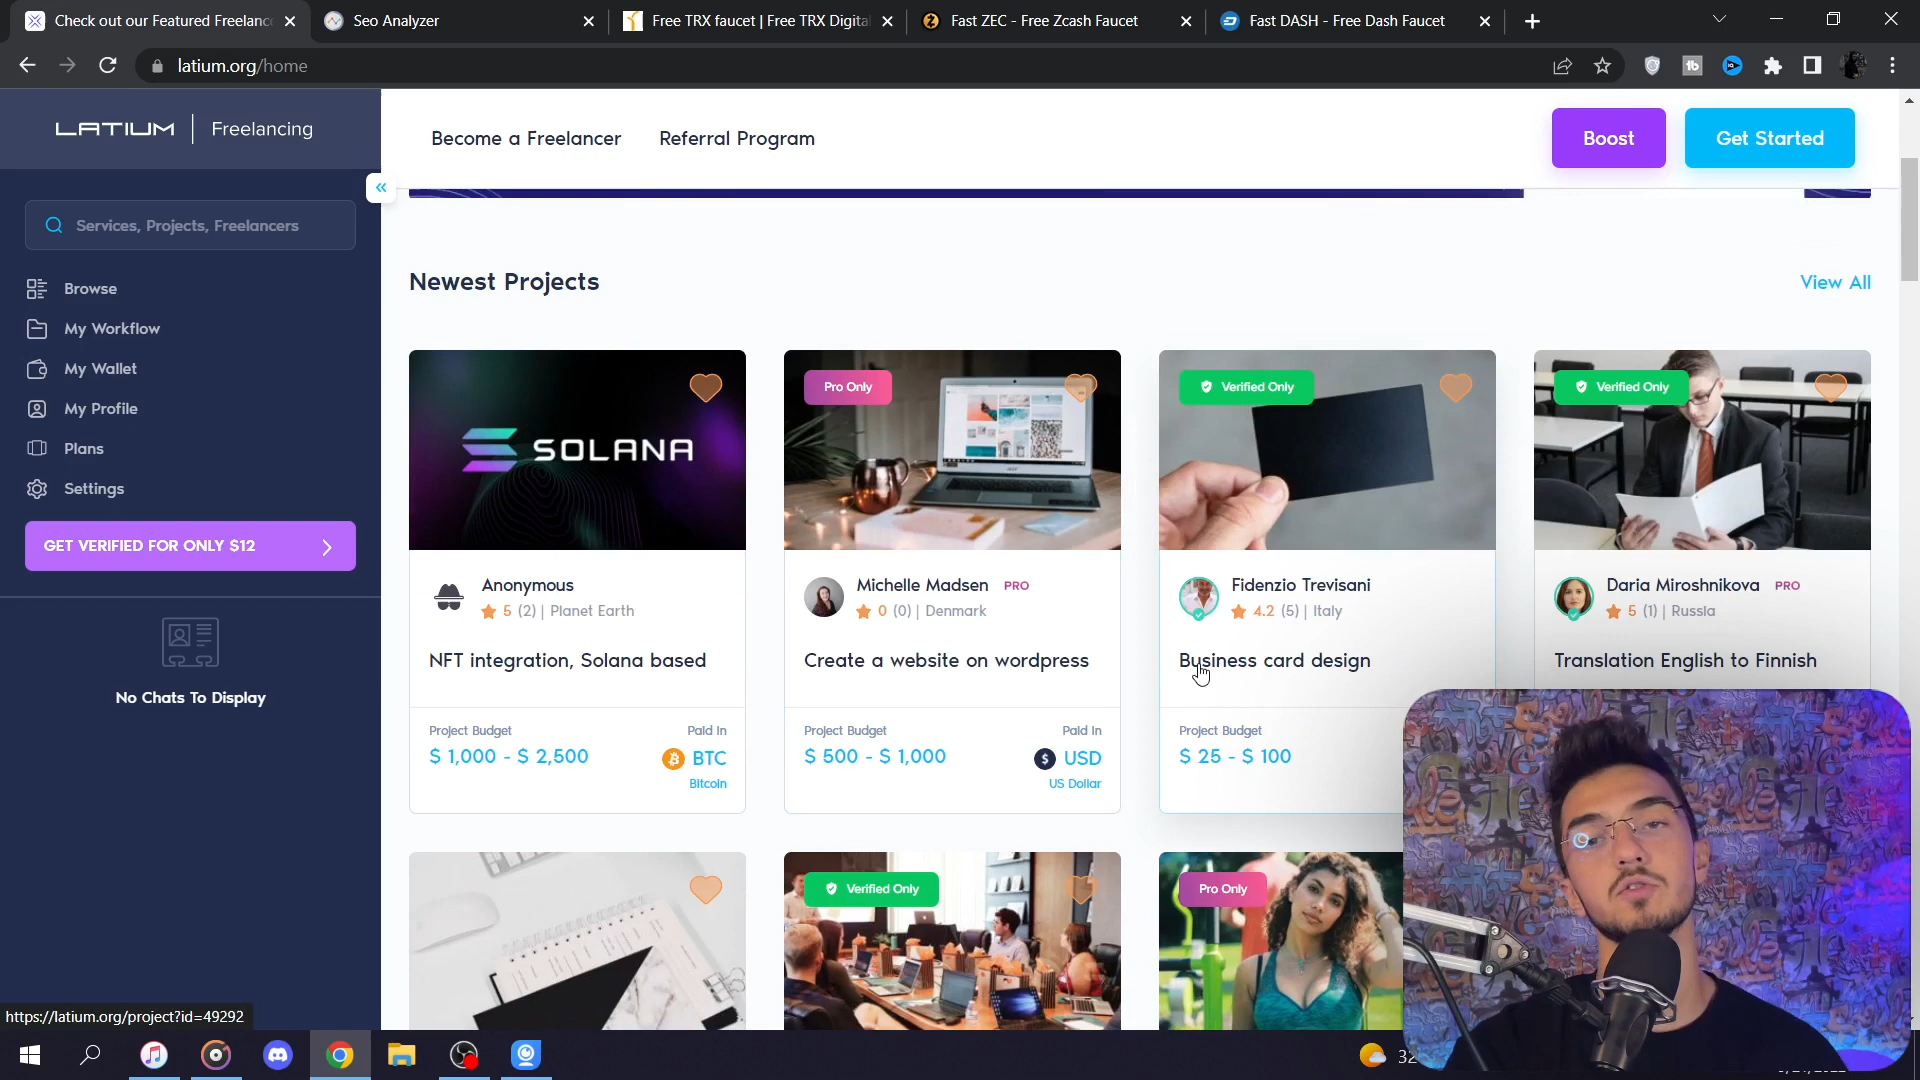 Check out our Featured Freelanc
Seo Analyzer
Free TRX faucet | Free TRX Digita
Fast ZEC - Free Zcash Faucet
Fast DASH - Free Dash Faucet
latium.org/home
LATIUM | Freelancing
Become a Freelancer
Referral Program
Boost
Get Started
Services, Projects, Freelancers
Browse
My Workflow
My Wallet
My Profile
Plans
Settings
GET VERIFIED FOR ONLY $12
No Chats To Display
Newest Projects
View All
SOLANA
Anonymous
5 (2) | Planet Earth
NFT integration, Solana based
Project Budget
Paid In
$ 1,000 - $ 2,500
BTC
Bitcoin
Pro Only
Michelle Madsen PRO
0 (0) | Denmark
Create a website on wordpress
Project Budget
Paid In
$ 500 - $ 1,000
USD
US Dollar
Verified Only
Fidenzio Trevisani
4.2 (5) | Italy
Business card design
Project Budget
$ 25 - $ 100
Verified Only
Daria Miroshnikova PRO
5 (1) | Russia
Translation English to Finnish
Verified Only
Pro Only
https://latium.org/project?id=49292